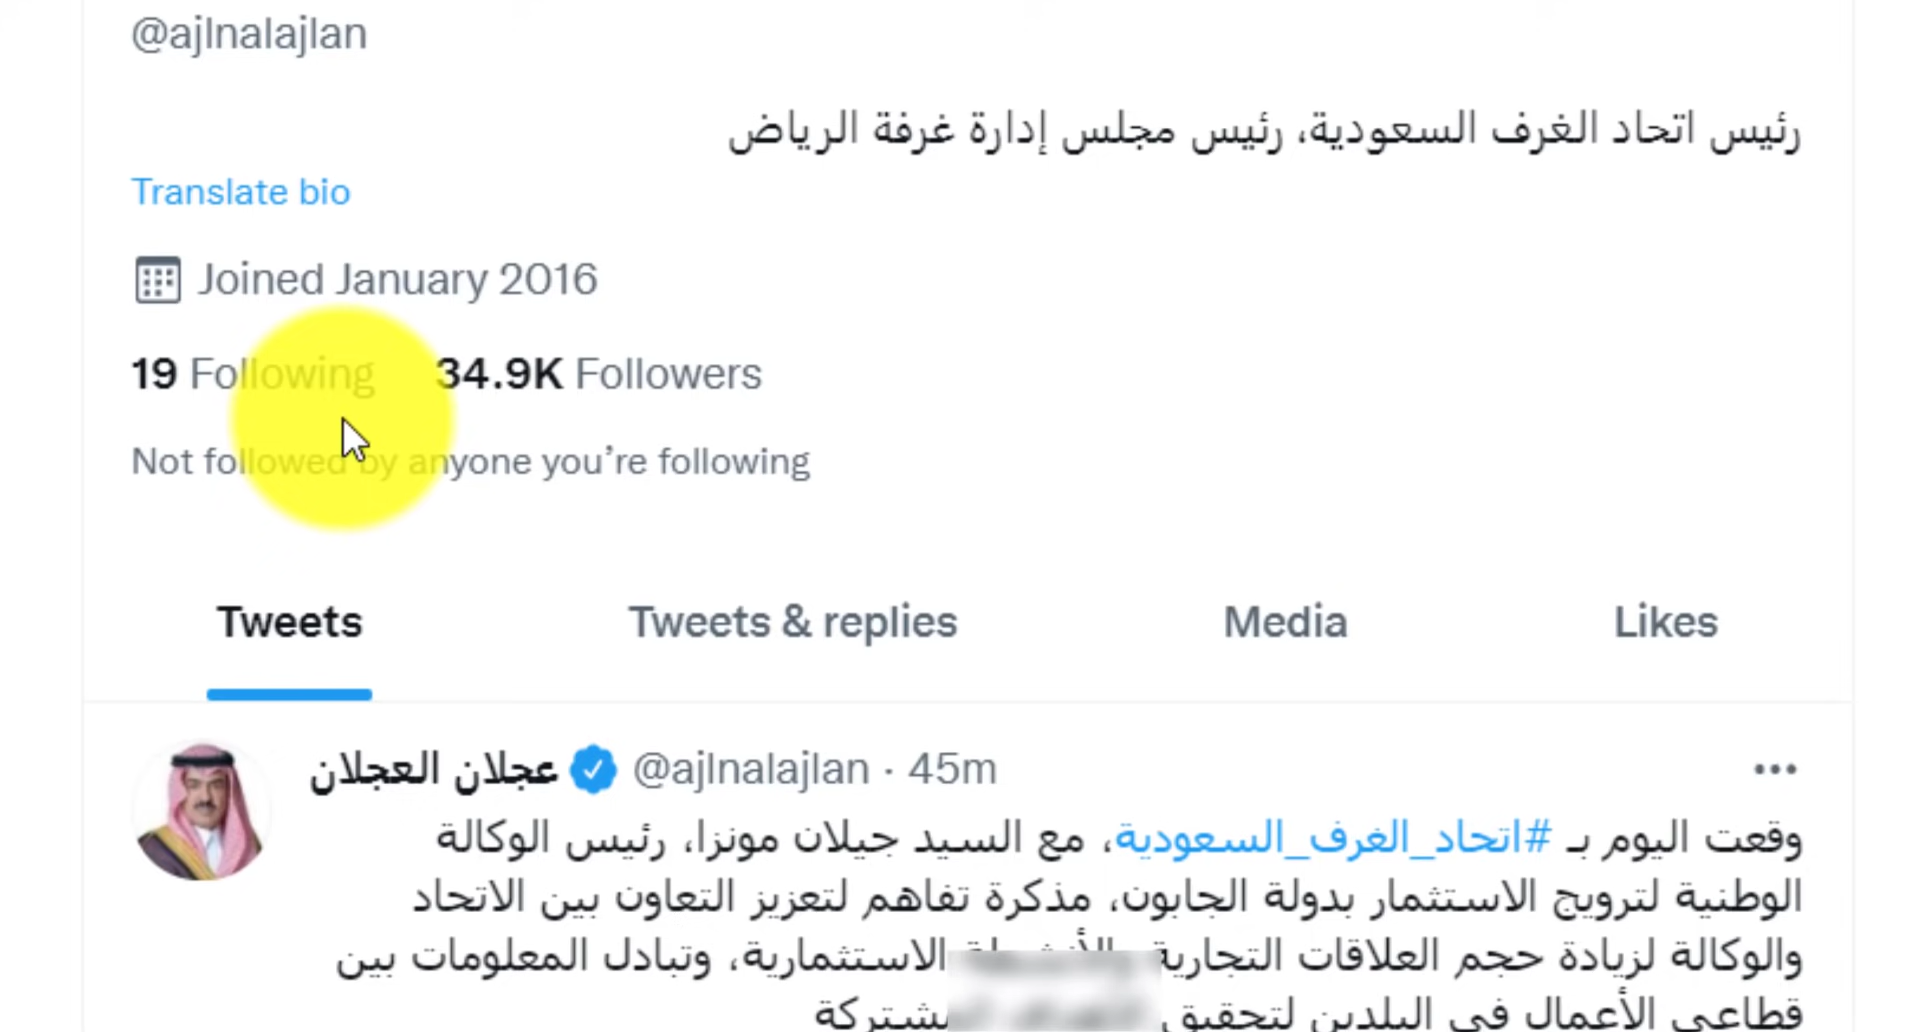 @ajlnalajlan
رئيس اتحاد الغرف السعودية، رئيس مجلس إدارة غرفة الرياض
Translate bio
Joined January 2016
19 Following 34.9K Followers
Not followed by anyone you’re following
Tweets Tweets & replies Media Likes
عجلان العجلان @ajlnalajlan · 45m
وقعت اليوم بـ #اتحاد_الغرف_السعودية، مع السيد جيلان مونزا، رئيس الوكالة
الوطنية لترويج الاستثمار بدولة الجابون، مذكرة تفاهم لتعزيز التعاون بين الاتحاد
والوكالة لزيادة حجم العلاقات التجارية الاستثمارية، وتبادل المعلومات بين
قطاعي الأعمال في البلدين لتحقيق